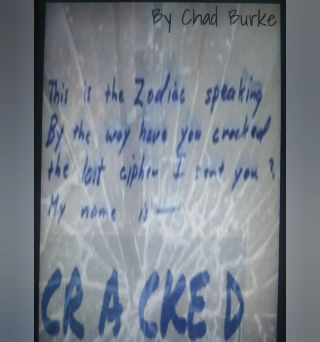 By Chad Burke
This is the Zodiac speaking
By the way have you cracked
the last cipher I sent you?
My name is —
CRACKED